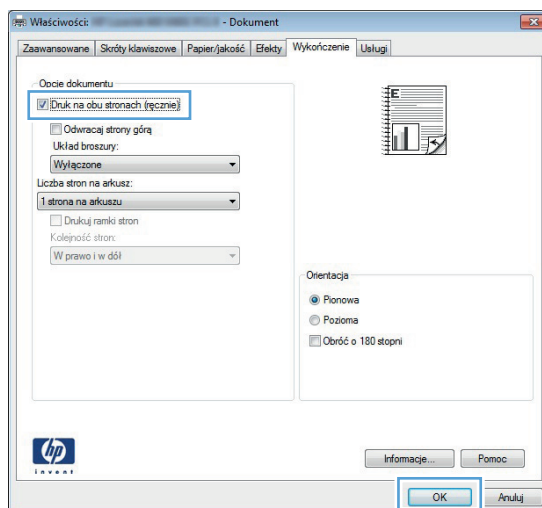 Właściwości: - Dokument
Zaawansowane Skróty klawiszowe Papier/jakość Efekty Wykończenie Usługi
Opcje dokumentu
Druk na obu stronach (ręcznie)
Odwracaj strony górą
Układ broszury:
Wyłączone
Liczba stron na arkusz:
1 strona na arkuszu
Drukuj ramki stron
Kolejność stron:
W prawo i w dół
E
Orientacja
Pionowa
Pozioma
Obróć o 180 stopni
hp
invent
Informacje... Pomoc
OK Anuluj